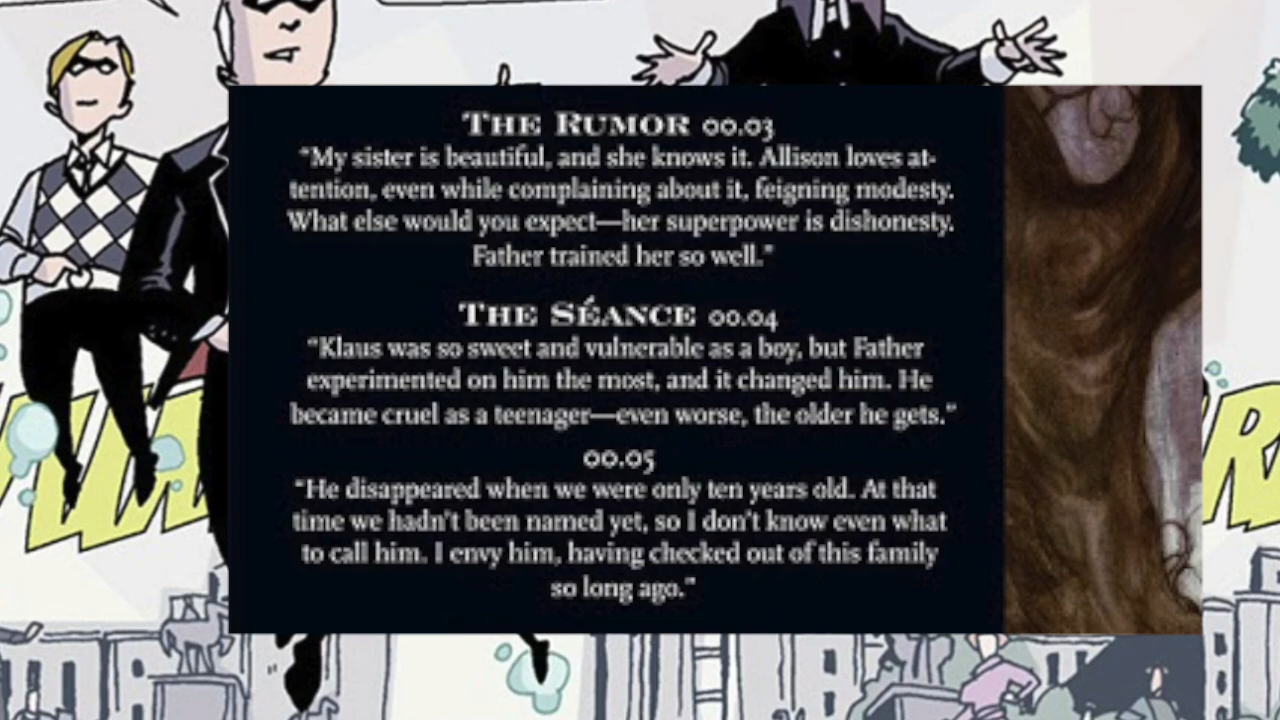 THE RUMOR 00.03
“My sister is beautiful, and she knows it. Allison loves at-
tention, even while complaining about it, feigning modesty.
What else would you expect—her superpower is dishonesty.
Father trained her so well.”
THE SÉANCE 00.04
“Klaus was so sweet and vulnerable as a boy, but Father
experimented on him the most, and it changed him. He
became cruel as a teenager—even worse, the older he gets.”
00.05
“He disappeared when we were only ten years old. At that
time we hadn’t been named yet, so I don’t know even what
to call him. I envy him, having checked out of this family
so long ago.”